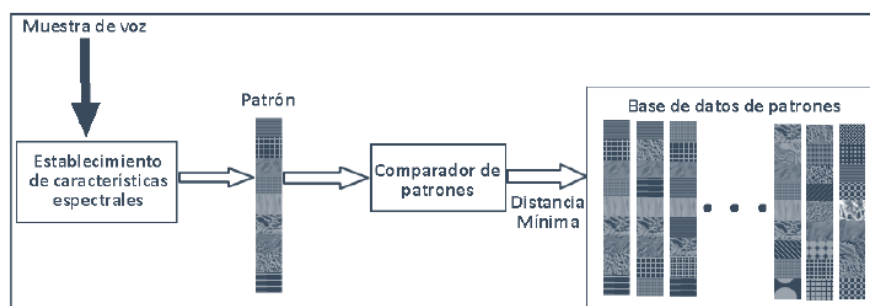 Muestra de voz
Establecimiento
de características
espectrales
Patrón
Comparador de
patrones
Distancia
Mínima
Base de datos de patrones